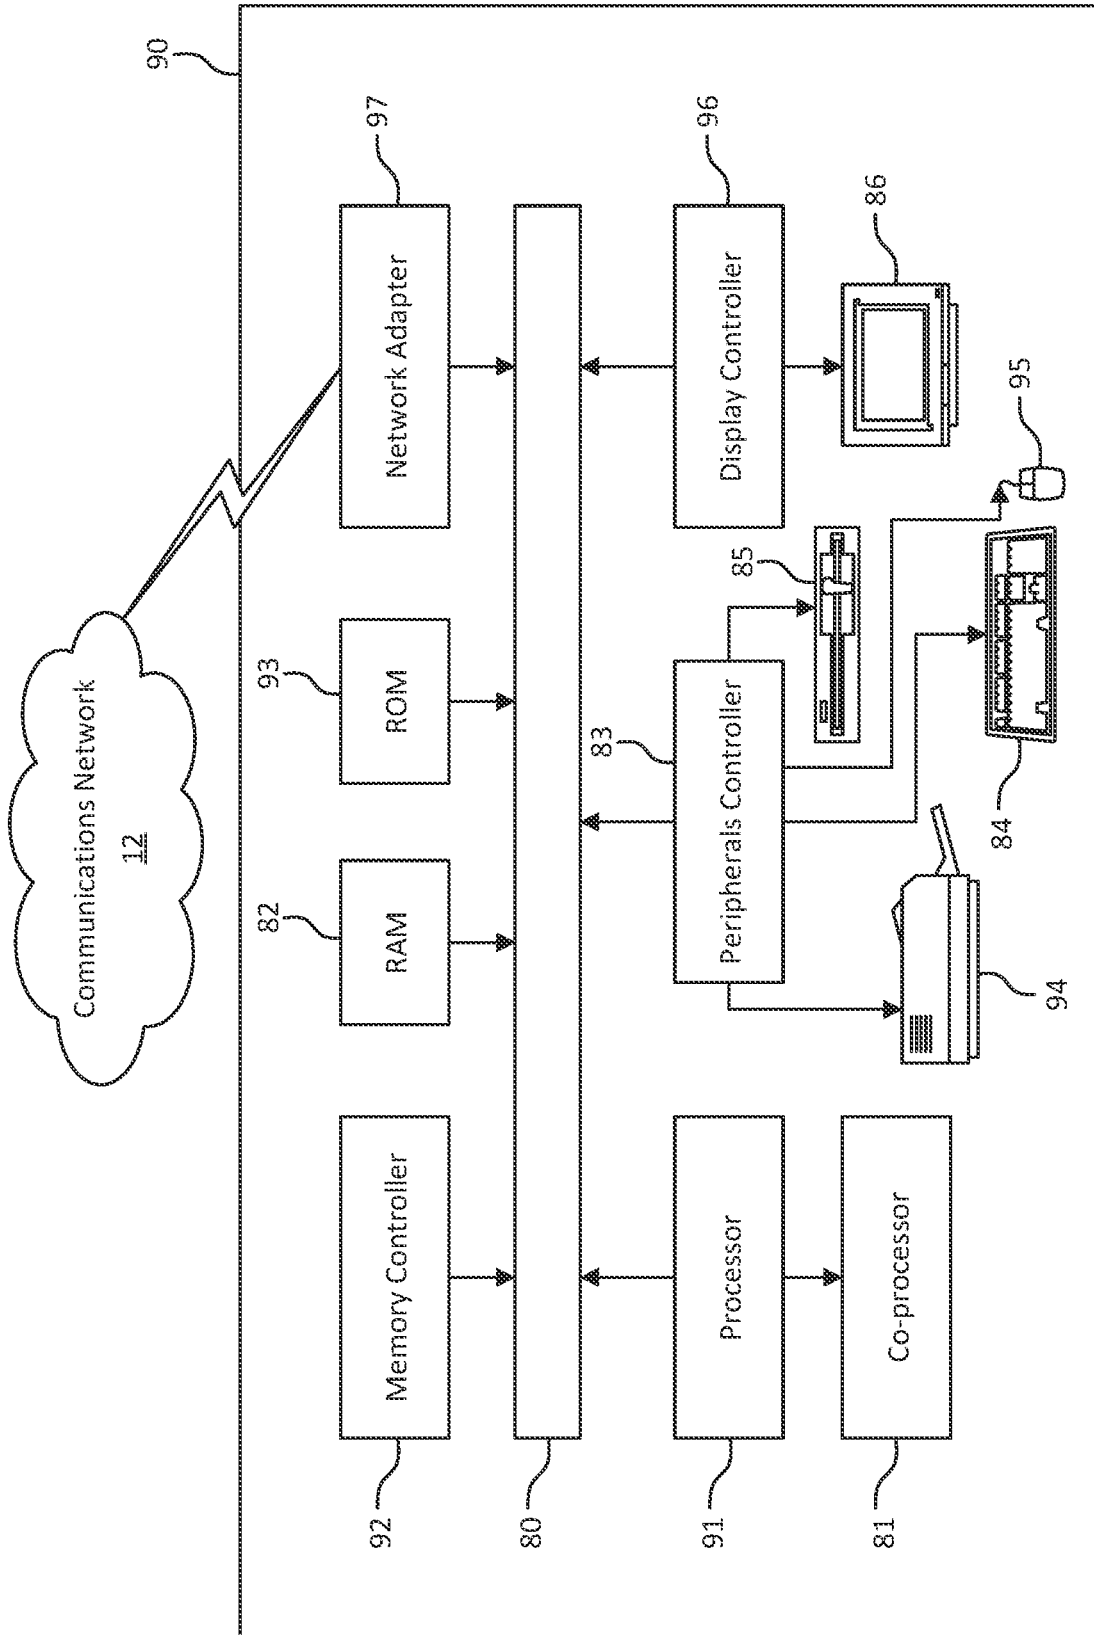 Communications Network
12
90
92
Memory Controller
82
RAM
93
ROM
97
Network Adapter
80
91
Processor
83
Peripherals Controller
96
Display Controller
81
Co-processor
94
84
85
95
86